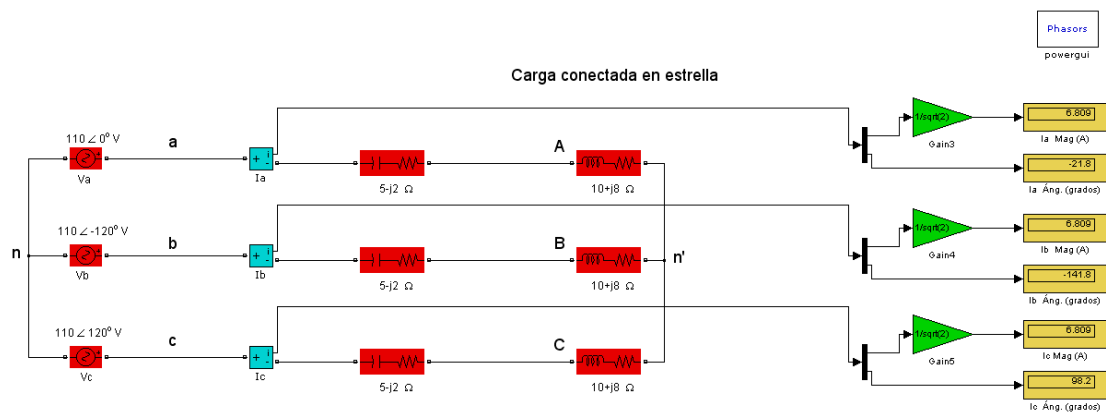 Phasors
powergui
Carga conectada en estrella
110∠0° V
Va
a
+
i
-
Ia
5-j2 Ω
A
10+j8 Ω
1/sqrt(2)
Gain3
6.809
Ia Mag (A)
-21.8
Ia Áng. (grados)
n
110∠-120° V
Vb
b
+
i
-
Ib
5-j2 Ω
B
10+j8 Ω
n'
1/sqrt(2)
Gain4
6.809
Ib Mag (A)
-141.8
Ib Áng. (grados)
110∠120° V
Vc
c
+
i
-
Ic
5-j2 Ω
C
10+j8 Ω
1/sqrt(2)
Gain5
6.809
Ic Mag (A)
98.2
Ic Áng. (grados)